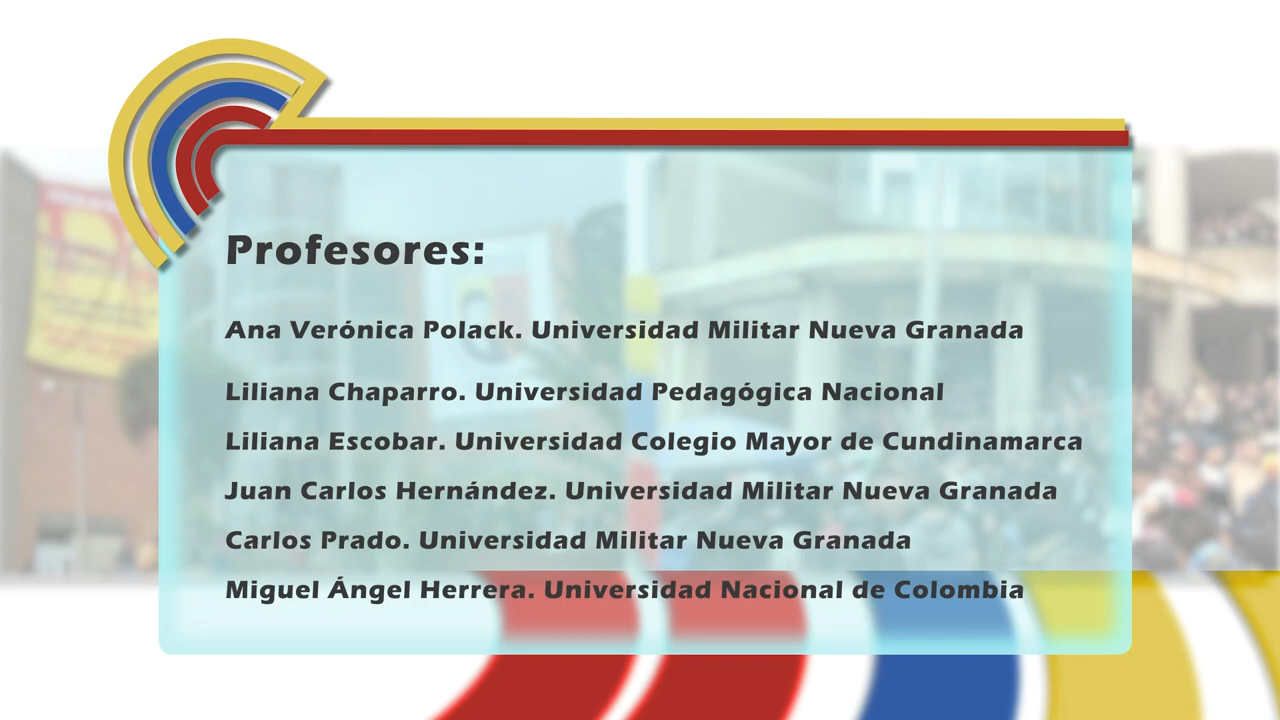 Profesores:
Ana Verónica Polack. Universidad Militar Nueva Granada
Liliana Chaparro. Universidad Pedagógica Nacional
Liliana Escobar. Universidad Colegio Mayor de Cundinamarca
Juan Carlos Hernández. Universidad Militar Nueva Granada
Carlos Prado. Universidad Militar Nueva Granada
Miguel Ángel Herrera. Universidad Nacional de Colombia